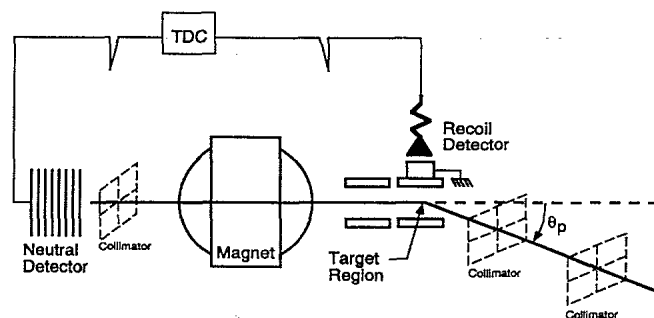 TDC
Recoil
Detector
Neutral
Detector
Collimator
Magnet
Target
Region
θp
Collimator
Collimator